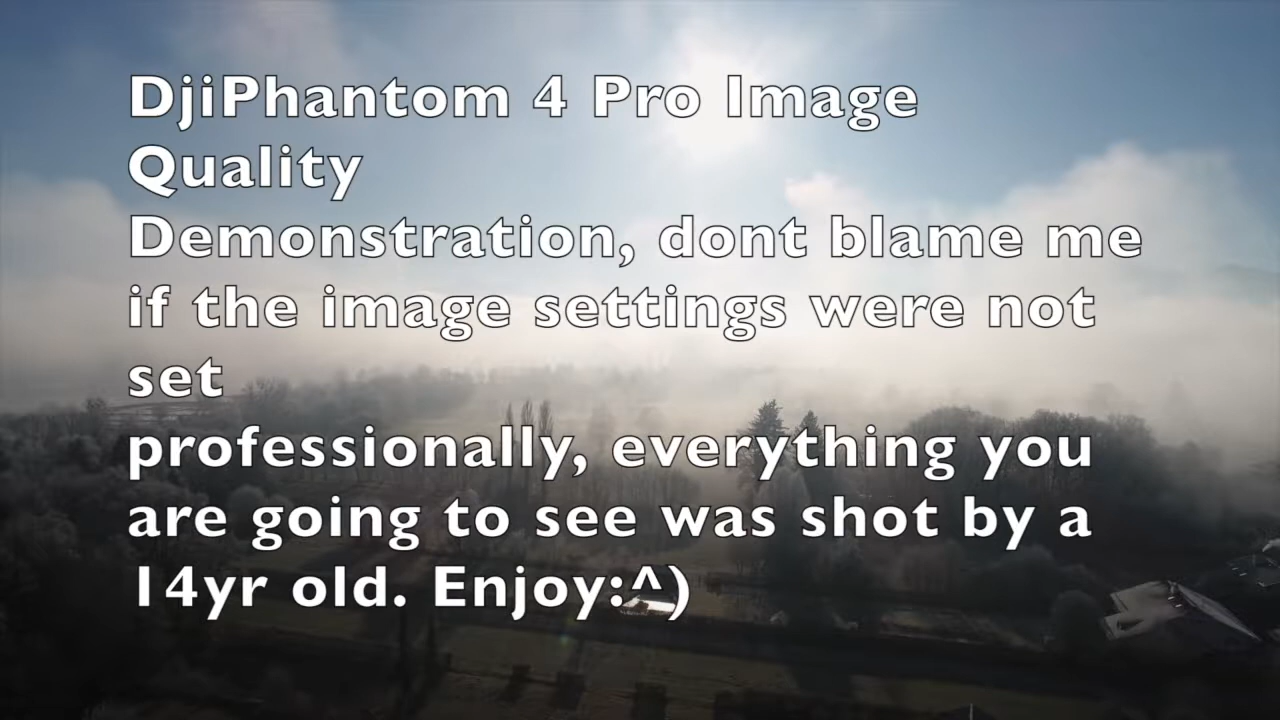 DjiPhantom 4 Pro Image
Quality
Demonstration, dont blame me
if the image settings were not
set
professionally, everything you
are going to see was shot by a
14yr old. Enjoy:^)